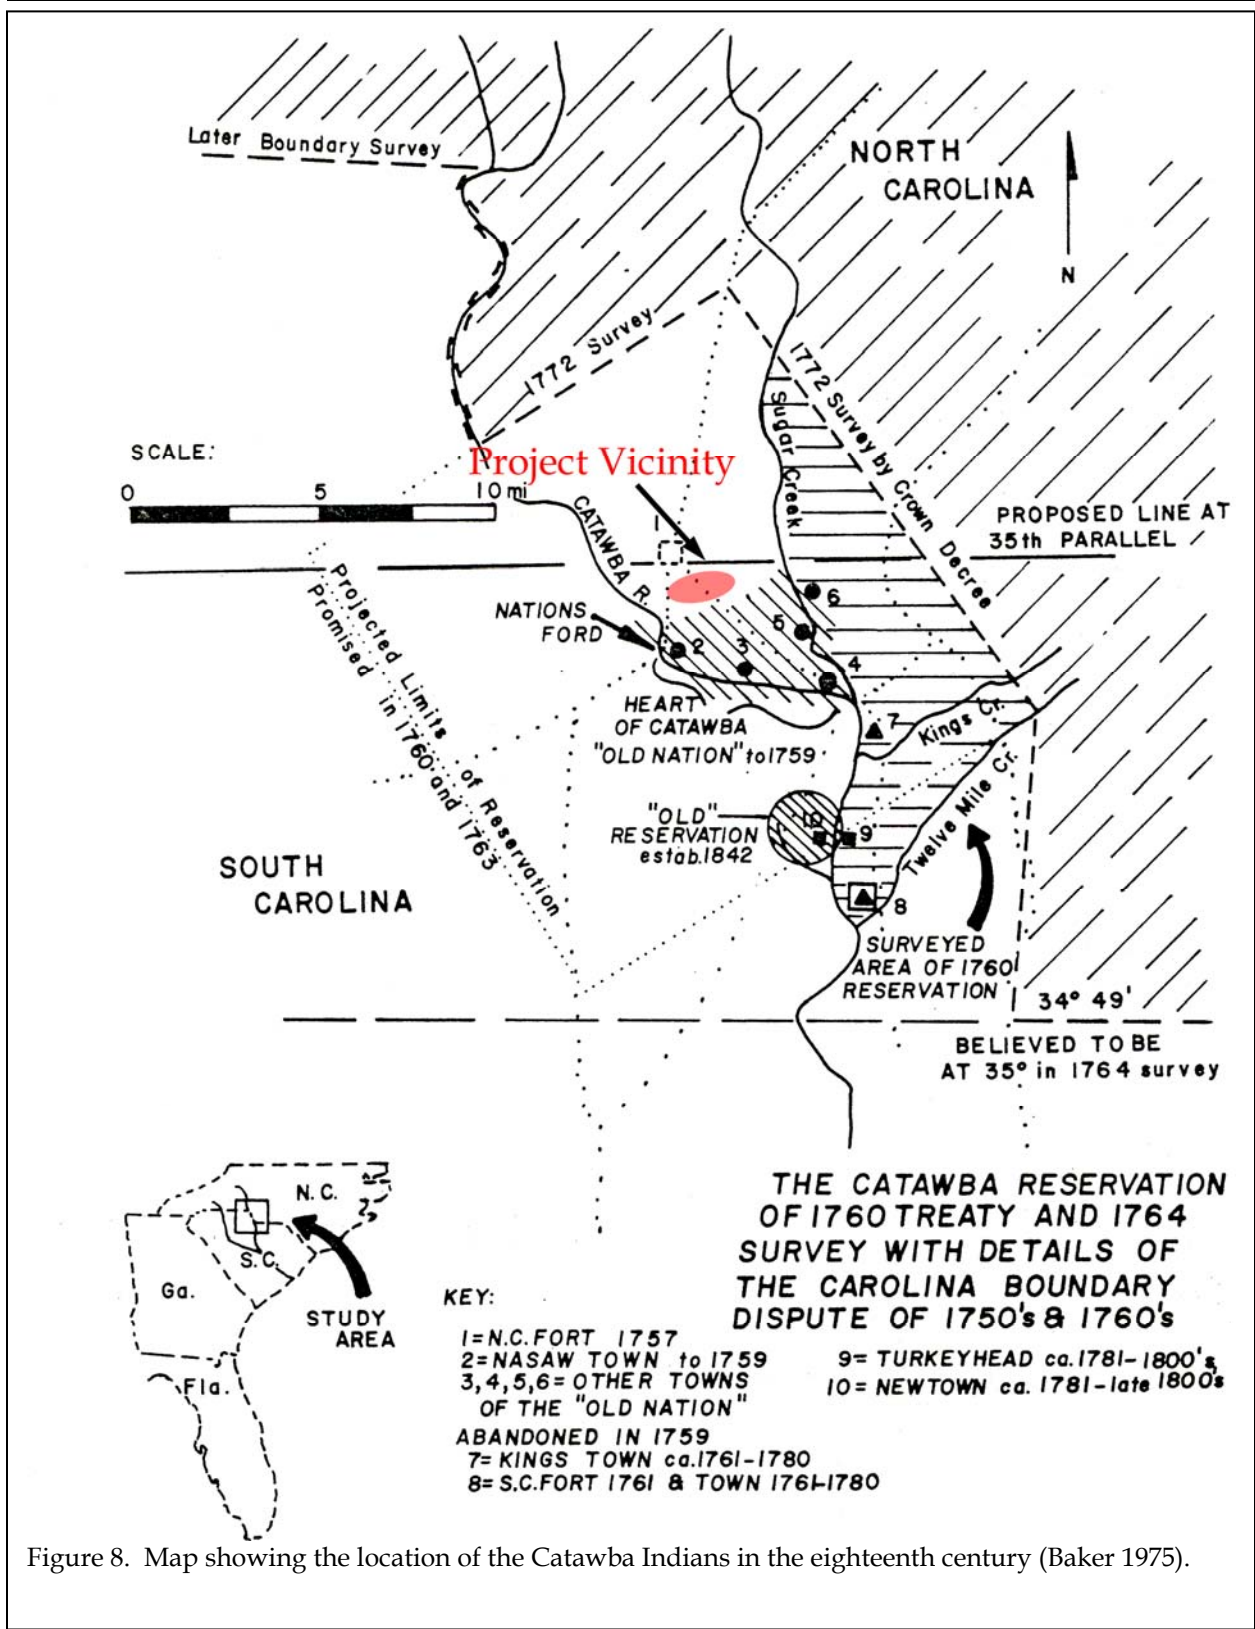 Later Boundary Survey
NORTH
CAROLINA
N
1772 Survey
1772 Survey by Crown Decree
Sugar Creek
SCALE:
0 5 10 mi
Project Vicinity
CATAWBA R.
1
PROPOSED LINE AT
35th PARALLEL
Projected Limits of Reservation
Promised in 1760 and 1763
NATIONS
FORD
2
3
4
5
6
HEART
OF CATAWBA
"OLD NATION" to 1759
7
Kings Cr.
Twelve Mile Cr.
"OLD"
RESERVATION
estab. 1842
10
9
8
SOUTH
CAROLINA
SURVEYED
AREA OF 1760
RESERVATION
34° 49'
BELIEVED TO BE
AT 35° in 1764 survey
N.C.
S.C.
Ga.
Fla.
STUDY
AREA
THE CATAWBA RESERVATION
OF 1760 TREATY AND 1764
SURVEY WITH DETAILS OF
THE CAROLINA BOUNDARY
DISPUTE OF 1750's & 1760's
KEY:
1=N.C. FORT 1757
2=NASAW TOWN to 1759
3,4,5,6= OTHER TOWNS
OF THE "OLD NATION"
ABANDONED IN 1759
7= KINGS TOWN ca.1761-1780
8= S.C. FORT 1761 & TOWN 1761-1780
9= TURKEYHEAD ca.1781-1800's
10= NEWTOWN ca. 1781-late 1800's
Figure 8. Map showing the location of the Catawba Indians in the eighteenth century (Baker 1975).